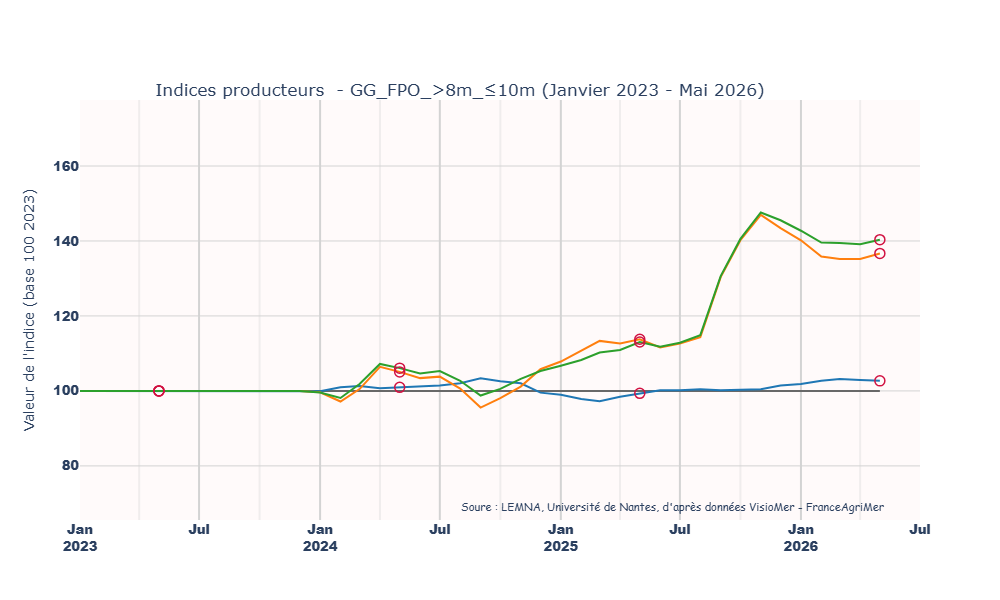 Indices producteurs - GG_FPO_>8m_≤10m (Janvier 2023 - Mai 2026)
Valeur de l'indice (base 100 2023)
160
140
120
100
80
Soure : LEMNA, Université de Nantes, d'après données VisioMer - FranceAgriMer
Jan Jul Jan Jul Jan Jul Jan Jul
2023 2024 2025 2026